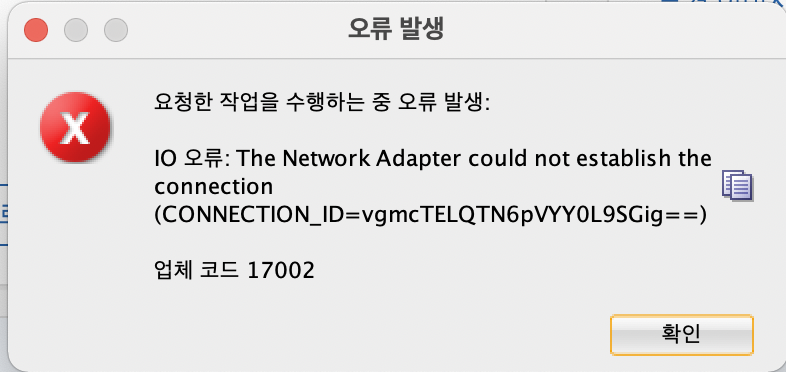 오류 발생
요청한 작업을 수행하는 중 오류 발생:
IO 오류: The Network Adapter could not establish the
connection
(CONNECTION_ID=vgmcTELQTN6pVYY0L9SGig==)
업체 코드 17002
확인